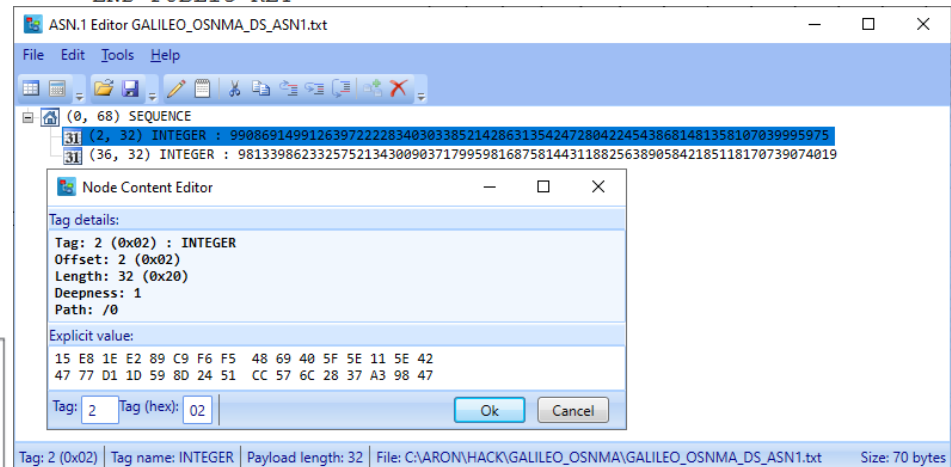 ASN.1 Editor GALILEO_OSNMA_DS_ASN1.txt
File Edit Tools Help
(0, 68) SEQUENCE
(2, 32) INTEGER : 9908691499126397222283403033852142863135424728042245438681481358107039995975
(36, 32) INTEGER : 98133986233257521343009037179959816875814431188256389058421851181707390740​19
Node Content Editor
Tag details:
Tag: 2 (0x02) : INTEGER
Offset: 2 (0x02)
Length: 32 (0x20)
Deepness: 1
Path: /0
Explicit value:
15 E8 1E E2 89 C9 F6 F5 48 69 40 5F 5E 11 5E 42
47 77 D1 1D 59 8D 24 51 CC 57 6C 28 37 A3 98 47
Tag: 2 Tag (hex): 02 Ok Cancel
Tag: 2 (0x02) Tag name: INTEGER Payload length: 32 File: C:\ARON\HACK\GALILEO_OSNMA\GALILEO_OSNMA_DS_ASN1.txt Size: 70 bytes